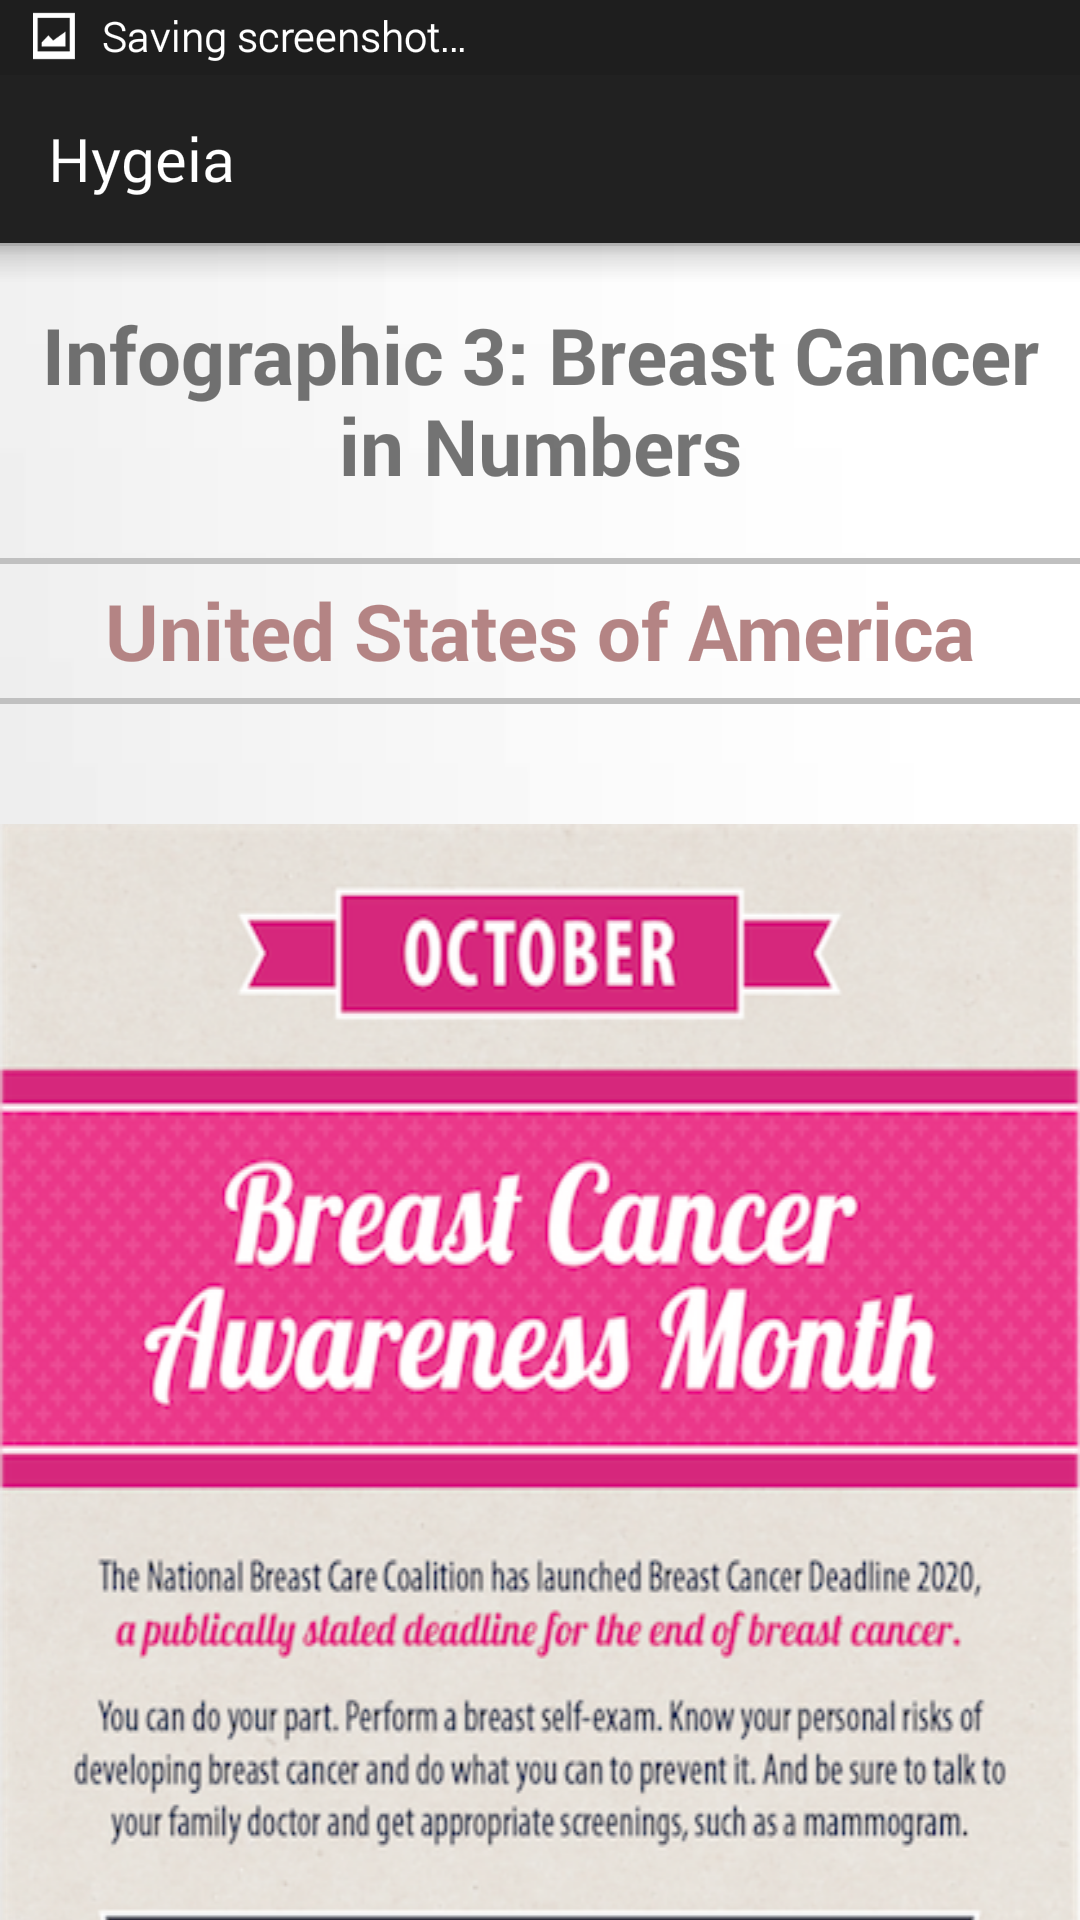 Saving screenshot...
Hygeia
Infographic 3: Breast Cancer
in Numbers
United States of America
OCTOBER
Breast Cancer
Awareness Month
The National Breast Care Coalition has launched Breast Cancer Deadline 2020,
a publically stated deadline for the end of breast cancer.
You can do your part. Perform a breast self-exam. Know your personal risks of
developing breast cancer and do what you can to prevent it. And be sure to talk to
your family doctor and get appropriate screenings, such as a mammogram.